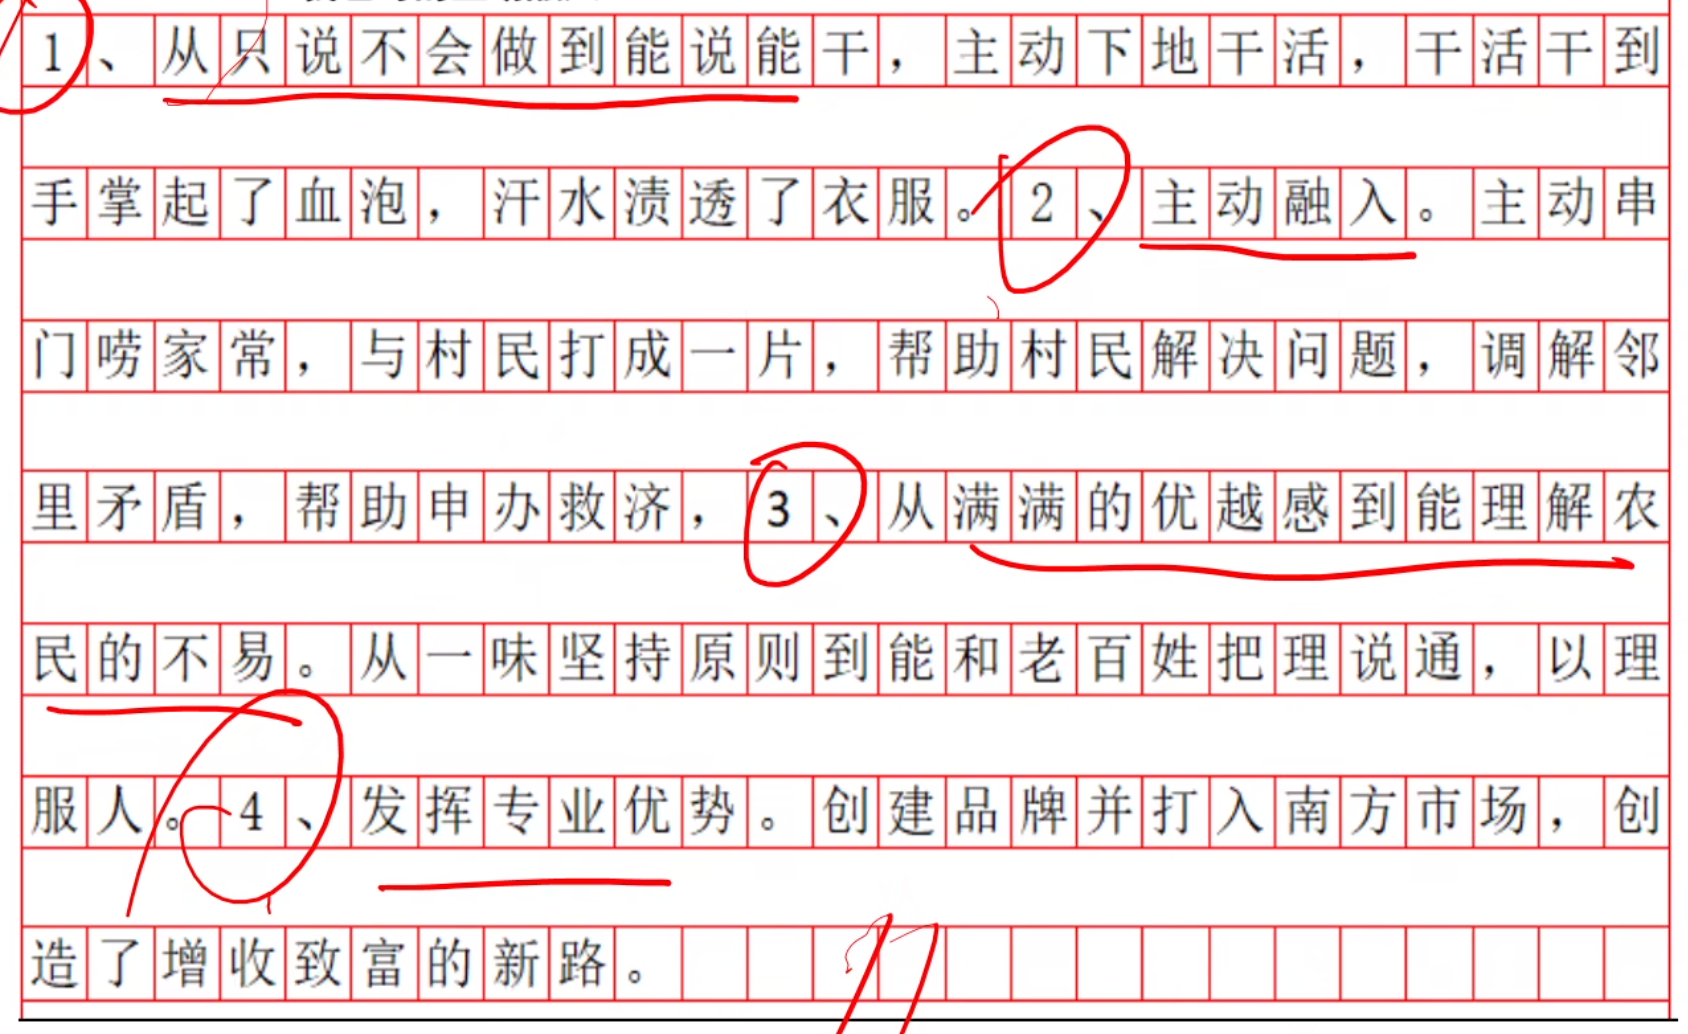 1、从只说不会做到能说能干，主动下地干活，干活干到
手掌起了血泡，汗水渍透了衣服。2、主动融入。主动串
门唠家常，与村民打成一片，帮助村民解决问题，调解邻
里矛盾，帮助申办救济，3、从满满的优越感到能理解农
民的不易。从一味坚持原则到能和老百姓把理说通，以理
服人。4、发挥专业优势。创建品牌并打入南方市场，创
造了增收致富的新路。